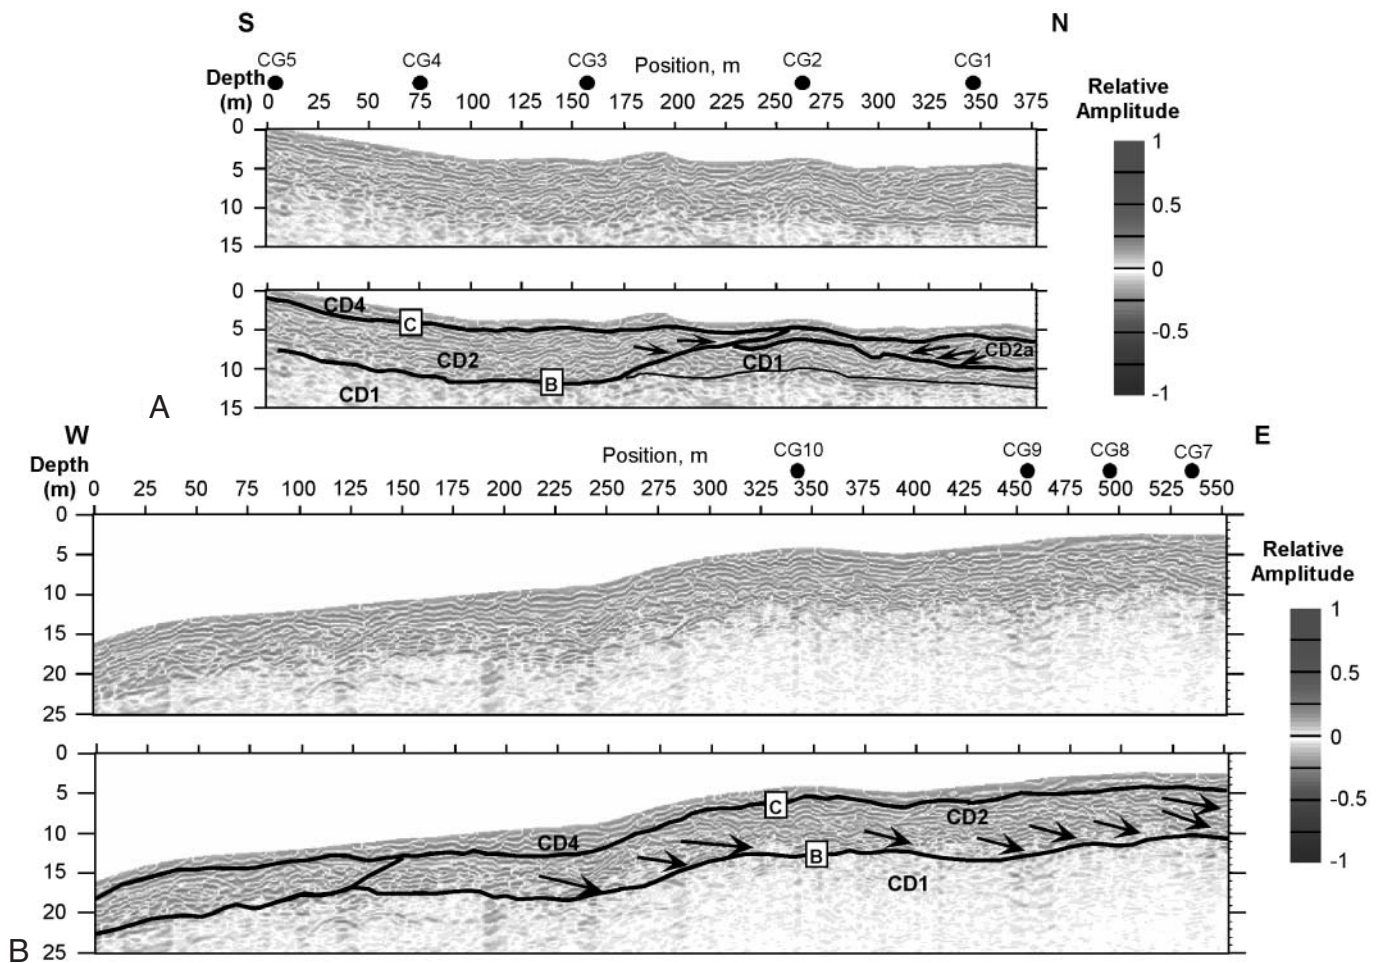 S
N
CG5 CG4 CG3 Position, m CG2 CG1
Depth (m)
0 25 50 75 100 125 150 175 200 225 250 275 300 325 350 375
Relative Amplitude
0
5
10
15
1
0.5
0
-0.5
-1
0
5
10
15
CD4
C
CD2
B
CD1
CD1
CD2a
A
W
E
Position, m CG10 CG9 CG8 CG7
Depth (m)
0 25 50 75 100 125 150 175 200 225 250 275 300 325 350 375 400 425 450 475 500 525 550
Relative Amplitude
0
5
10
15
20
25
1
0.5
0
-0.5
-1
0
5
10
15
20
25
CD4
C
CD2
B
CD1
B